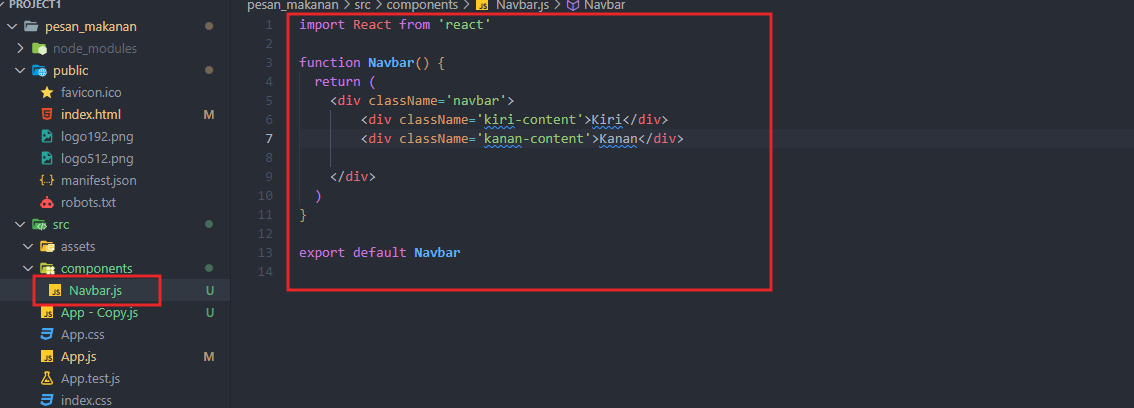 PROJECT1
pesan_makanan
node_modules
public
favicon.ico
index.html M
logo192.png
logo512.png
manifest.json
robots.txt
src
assets
components
Navbar.js U
App - Copy.js U
App.css
App.js M
App.test.js
index.css
pesan_makanan > src > components > JS Navbar.js > Navbar
1 import React from 'react'
2
3 function Navbar() {
4 return (
5 <div className='navbar'>
6 <div className='kiri-content'>Kiri</div>
7 <div className='kanan-content'>Kanan</div>
8
9 </div>
10 )
11 }
12
13 export default Navbar
14